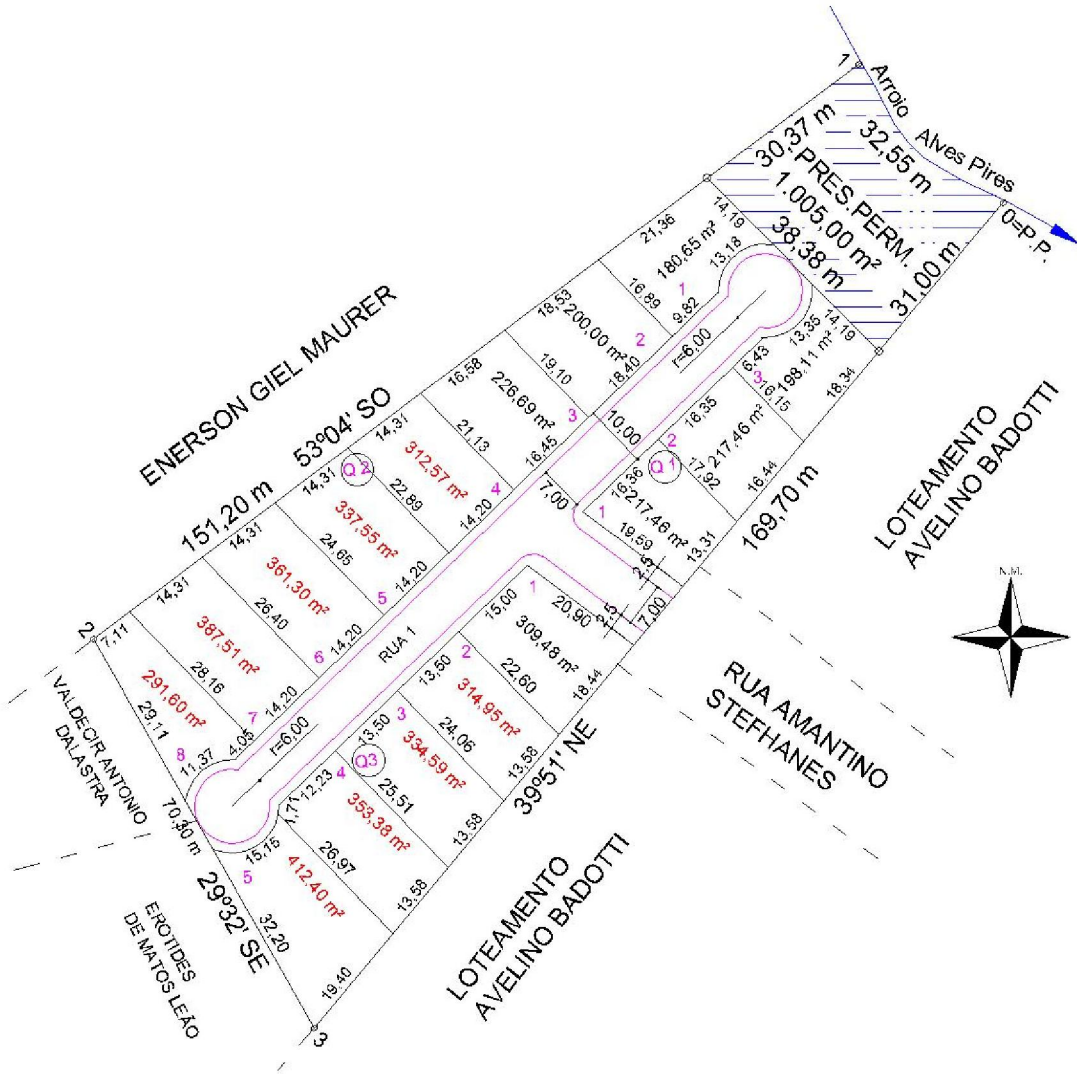 1
Arroio Alves Pires
30,37 m
32,55 m
PRES.PERM.
1.005,00 m²
38,38 m
0=P.P.
31,00 m
14,19
21,36
180,65 m²
13,18
1
16,89
9,82
r=6,00
14,19
13,35
198,11 m²
18,34
6,43
3
16,15
18,53
200,00 m²
2
18,40
19,10
16,58
226,69 m²
3
16,45
10,00
16,35
217,46 m²
2
17,92
16,44
Q 1
16,36
217,46 m²
1
19,59
13,31
7,00
169,70 m
LOTEAMENTO
AVELINO BADOTTI
N.M.
ENERSON GIEL MAURER
53º04' SO
151,20 m
14,31
312,57 m²
21,13
4
14,20
Q 2
14,31
337,55 m²
22,89
5
14,20
14,31
361,30 m²
24,65
6
14,20
14,31
387,51 m²
26,40
7
14,20
2
7,11
291,60 m²
28,16
29,11
8
11,37
4,05
r=6,00
RUA 1
2,5
2,5
7,00
1
15,00
20,90
309,48 m²
18,44
2
13,50
22,60
314,95 m²
13,58
3
13,50
24,06
334,59 m²
13,58
Q3
4
12,23
25,51
353,38 m²
13,58
15,15
26,97
412,40 m²
5
32,20
19,40
39º51' NE
RUA AMANTINO
STEFHANES
VALDECIR ANTONIO
DALASTRA
70,30 m
29º32' SE
EROTIDES
DE MATOS LEÃO
LOTEAMENTO
AVELINO BADOTTI
3